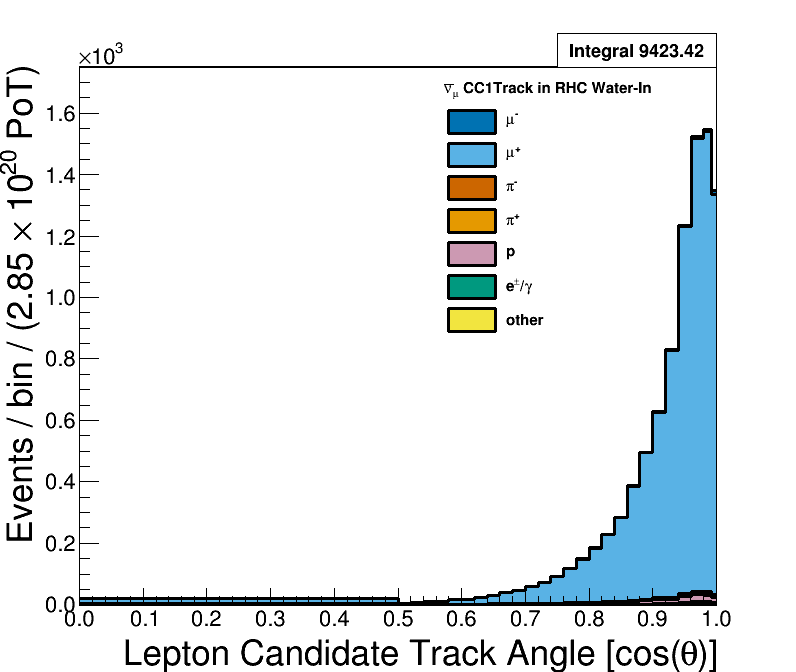 Integral 9423.42
×10³
ν̅μ CC1Track in RHC Water-In
μ⁻
μ⁺
π⁻
π⁺
p
e±/γ
other
Events / bin / (2.85 × 10²⁰ PoT)
1.6
1.4
1.2
1.0
0.8
0.6
0.4
0.2
0.0
0.0 0.1 0.2 0.3 0.4 0.5 0.6 0.7 0.8 0.9 1.0
Lepton Candidate Track Angle [cos(θ)]